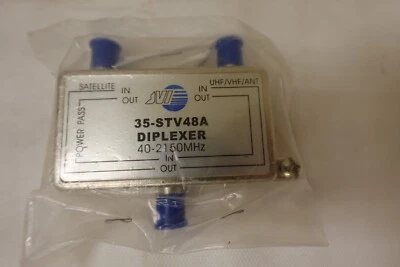 SATELLITE
UHF/VHF/ANT
IN
OUT
SVI
IN
OUT
POWER PASS
35-STV48A
DIPLEXER
40-2150MHz
IN
OUT